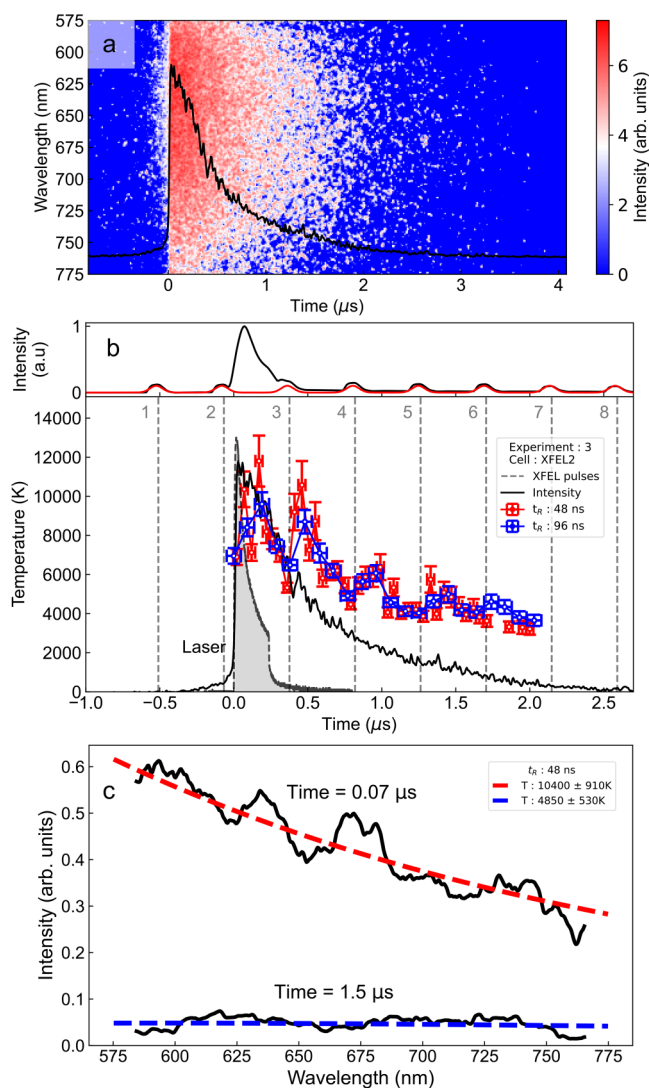 a
575
600
625
650
675
700
725
750
775
Wavelength (nm)
0
1
2
3
4
Time (μs)
0
2
4
6
Intensity (arb. units)
b
1
0
Intensity
(a.u)
1 2 3 4 5 6 7 8
14000
12000
10000
8000
6000
4000
2000
0
Temperature (K)
Experiment : 3
Cell : XFEL2
XFEL pulses
Intensity
tR : 48 ns
tR : 96 ns
Laser
−1.0 −0.5 0.0 0.5 1.0 1.5 2.0 2.5
Time (μs)
c
0.6
0.5
0.4
0.3
0.2
0.1
0.0
Intensity (arb. units)
Time = 0.07 μs
tR : 48 ns
T : 10400 ± 910K
T : 4850 ± 530K
Time = 1.5 μs
575 600 625 650 675 700 725 750 775
Wavelength (nm)